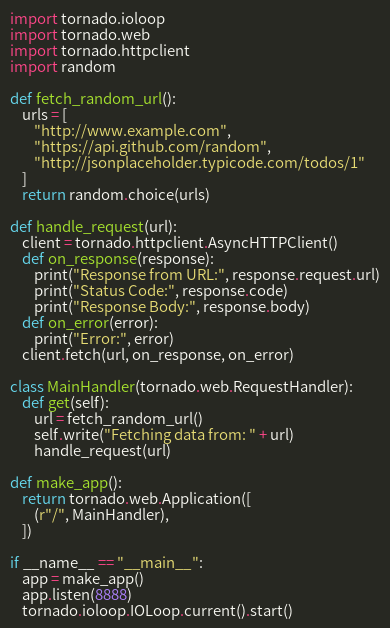 import tornado.ioloop
import tornado.web
import tornado.httpclient
import random

def fetch_random_url():
    urls = [
        "http://www.example.com",
        "https://api.github.com/random",
        "http://jsonplaceholder.typicode.com/todos/1"
    ]
    return random.choice(urls)

def handle_request(url):
    client = tornado.httpclient.AsyncHTTPClient()
    def on_response(response):
        print("Response from URL:", response.request.url)
        print("Status Code:", response.code)
        print("Response Body:", response.body)
    def on_error(error):
        print("Error:", error)
    client.fetch(url, on_response, on_error)

class MainHandler(tornado.web.RequestHandler):
    def get(self):
        url = fetch_random_url()
        self.write("Fetching data from: " + url)
        handle_request(url)

def make_app():
    return tornado.web.Application([
        (r"/", MainHandler),
    ])

if __name__ == "__main__":
    app = make_app()
    app.listen(8888)
    tornado.ioloop.IOLoop.current().start()